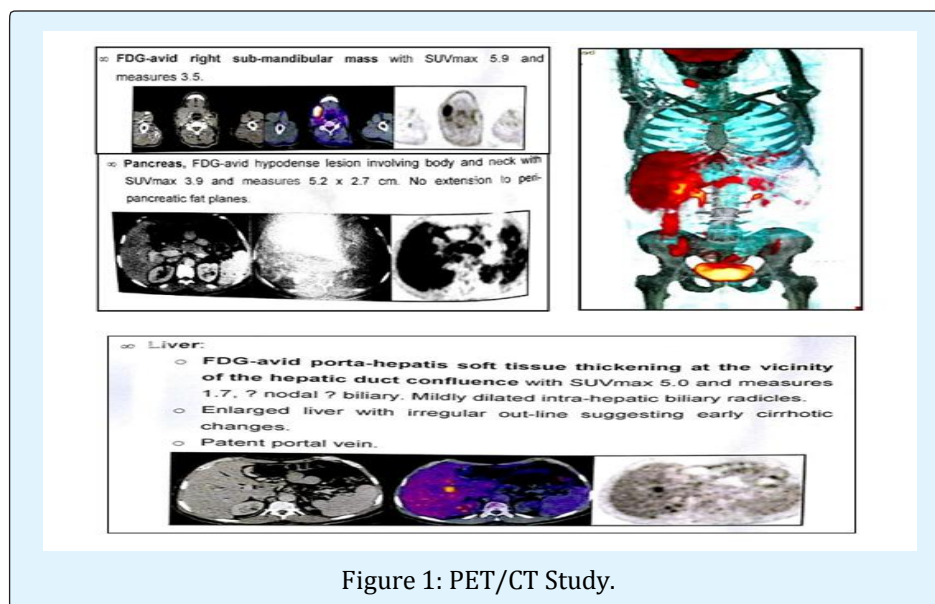 ∞ FDG-avid right sub-mandibular mass with SUVmax 5.9 and
measures 3.5.
∞ Pancreas, FDG-avid hypodense lesion involving body and neck with
SUVmax 3.9 and measures 5.2 x 2.7 cm. No extension to peri-
pancreatic fat planes.
∞ Liver:
○ FDG-avid porta-hepatis soft tissue thickening at the vicinity
of the hepatic duct confluence with SUVmax 5.0 and measures
1.7, ? nodal ? biliary. Mildly dilated intra-hepatic biliary radicles.
○ Enlarged liver with irregular out-line suggesting early cirrhotic
changes.
○ Patent portal vein.
Figure 1: PET/CT Study.